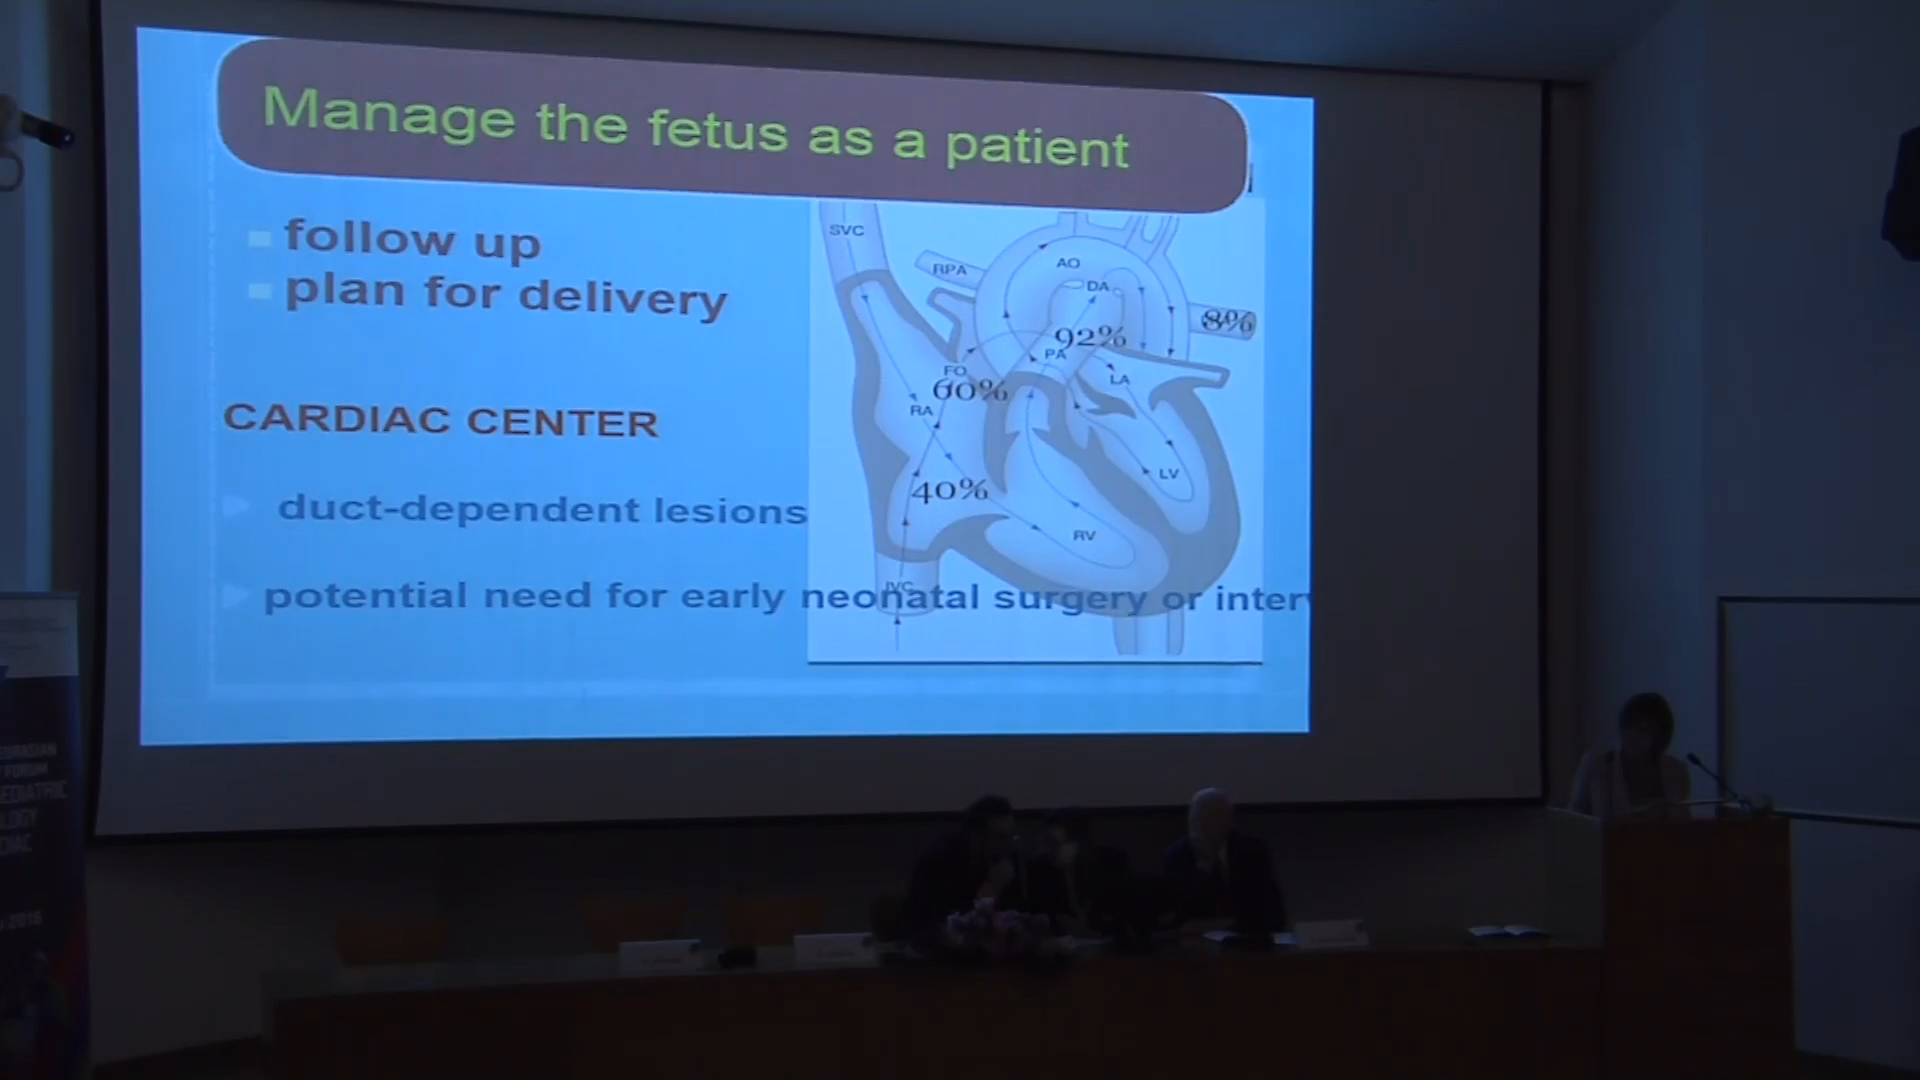 Manage the fetus as a patient
follow up
plan for delivery
CARDIAC CENTER
duct-dependent lesions
potential need for early neonatal surgery or inter
SVC
RPA
AO
DA
8%
92%
PA
FO
LA
60%
RA
LV
40%
RV
IVC
FORUM
2015